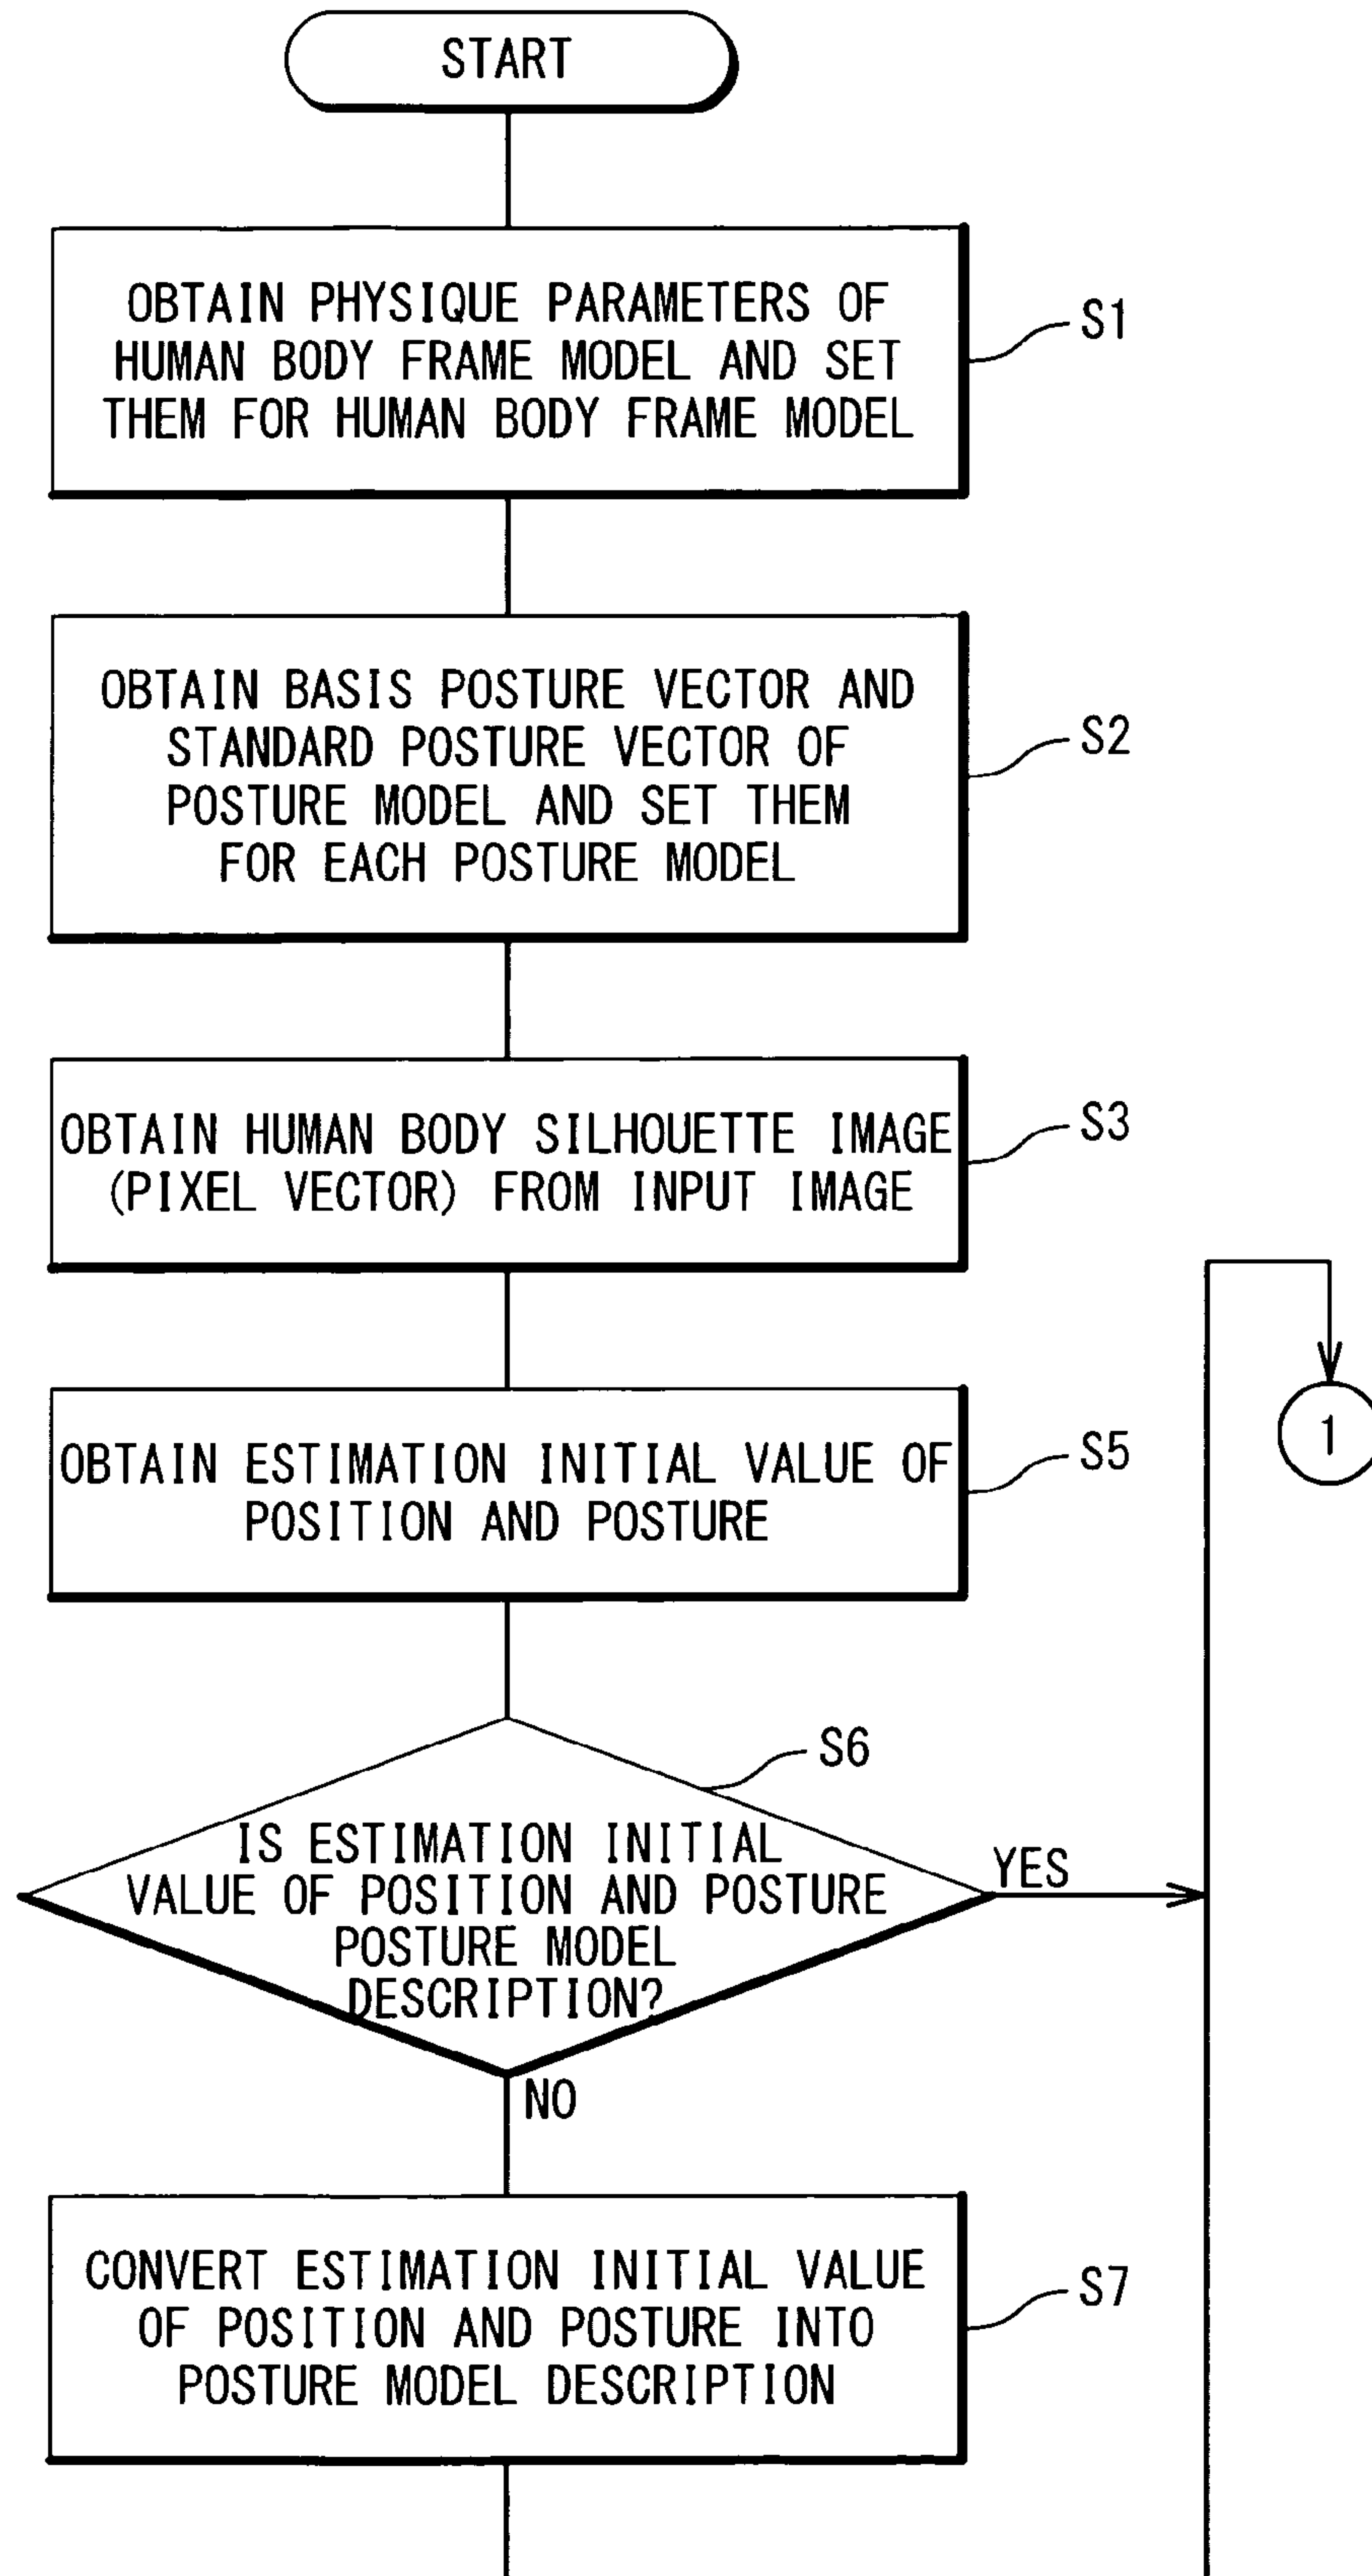 START
OBTAIN PHYSIQUE PARAMETERS OF
HUMAN BODY FRAME MODEL AND SET
THEM FOR HUMAN BODY FRAME MODEL
S1
OBTAIN BASIS POSTURE VECTOR AND
STANDARD POSTURE VECTOR OF
POSTURE MODEL AND SET THEM
FOR EACH POSTURE MODEL
S2
OBTAIN HUMAN BODY SILHOUETTE IMAGE
(PIXEL VECTOR) FROM INPUT IMAGE
S3
OBTAIN ESTIMATION INITIAL VALUE OF
POSITION AND POSTURE
S5
1
S6
IS ESTIMATION INITIAL
VALUE OF POSITION AND POSTURE
POSTURE MODEL
DESCRIPTION?
YES
NO
CONVERT ESTIMATION INITIAL VALUE
OF POSITION AND POSTURE INTO
POSTURE MODEL DESCRIPTION
S7